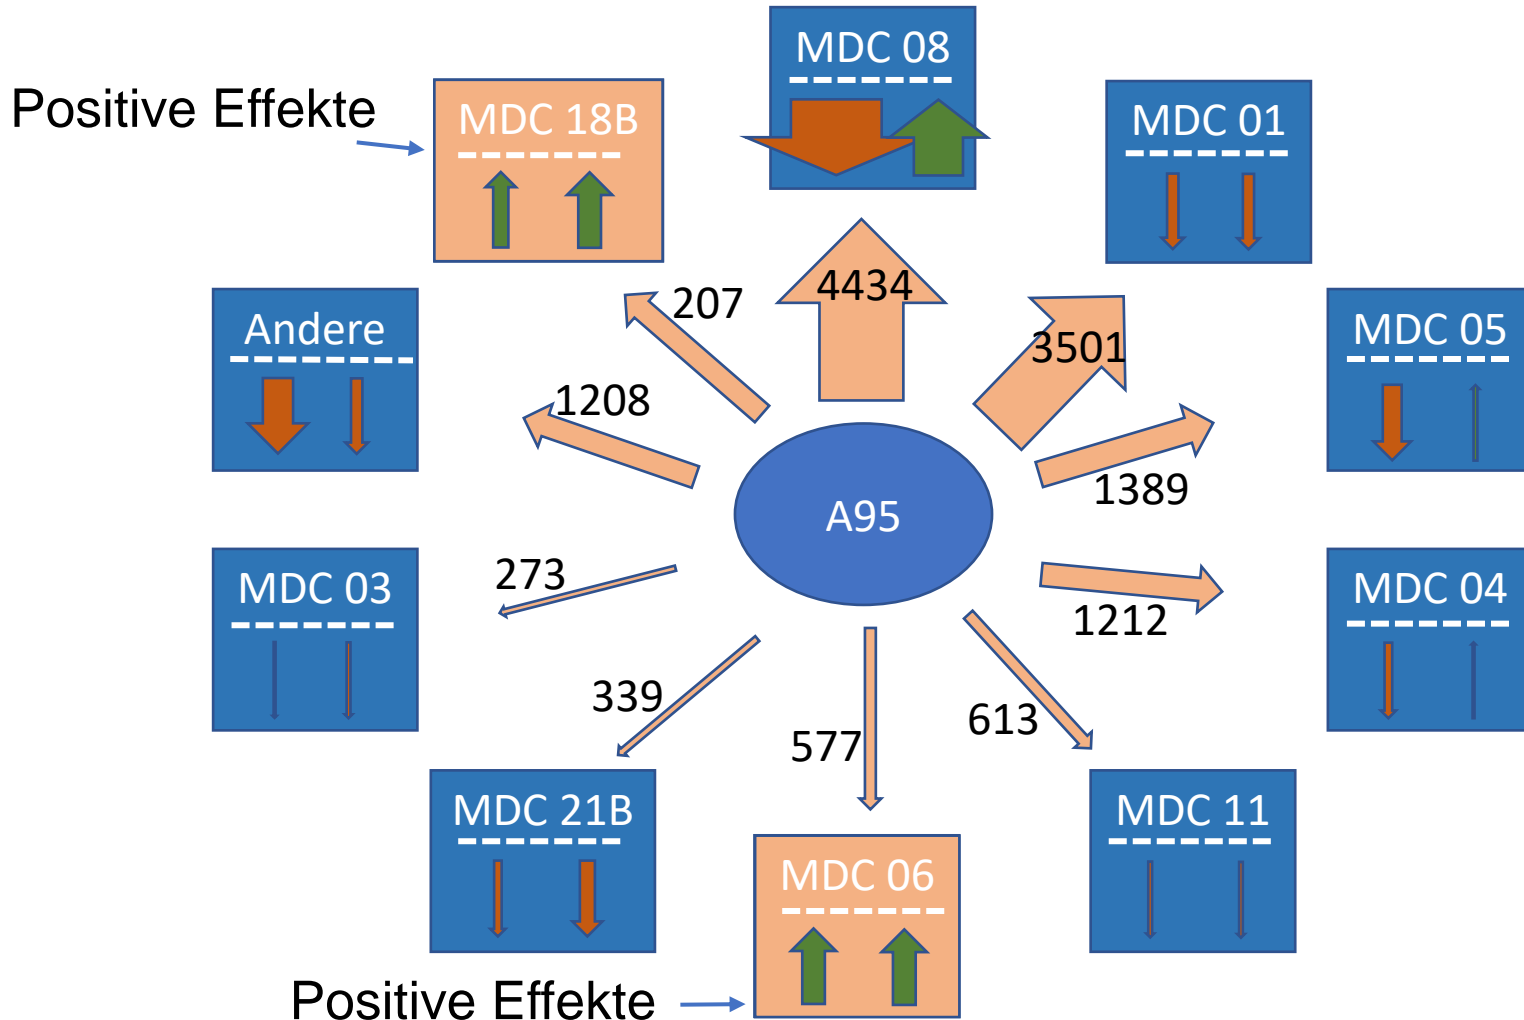 MDC 08
Positive Effekte
MDC 18B
MDC 01
4434
207
3501
Andere
MDC 05
1208
1389
A95
273
MDC 03
MDC 04
1212
339
613
577
MDC 21B
MDC 11
MDC 06
Positive Effekte